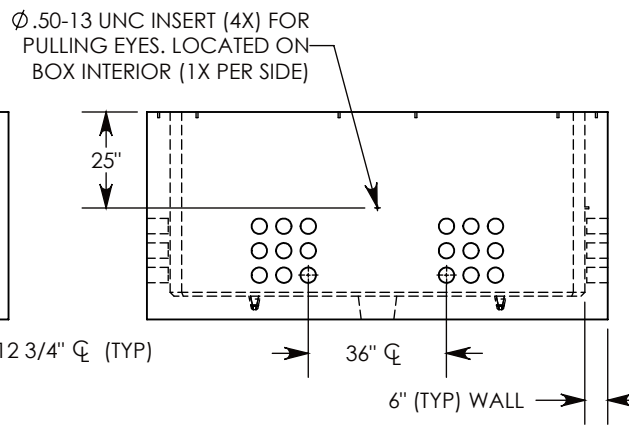 Ø.50-13 UNC INSERT (4X) FOR
PULLING EYES. LOCATED ON
BOX INTERIOR (1X PER SIDE)
25"
12 3/4" ℄ (TYP)
36" ℄
6" (TYP) WALL